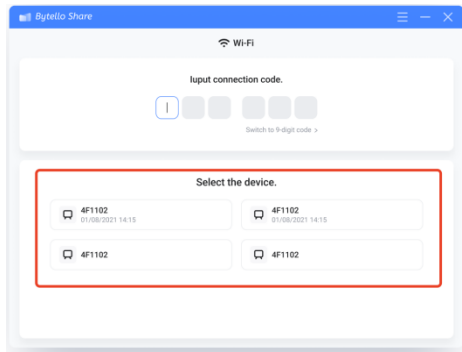 Bytello Share
Wi-Fi
Iuput connection code.
Switch to 9-digit code >
Select the device.
4F1102
01/08/2021 14:15
4F1102
01/08/2021 14:15
4F1102
4F1102